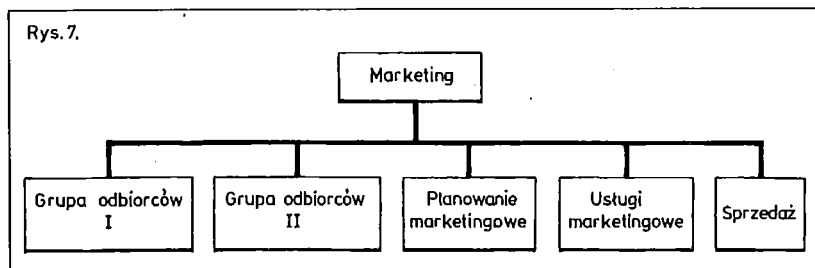 Rys. 7.
Marketing
Grupa odbiorców
I
Grupa odbiorców
II
Planowanie
marketingowe
Usługi
marketingowe
Sprzedaż